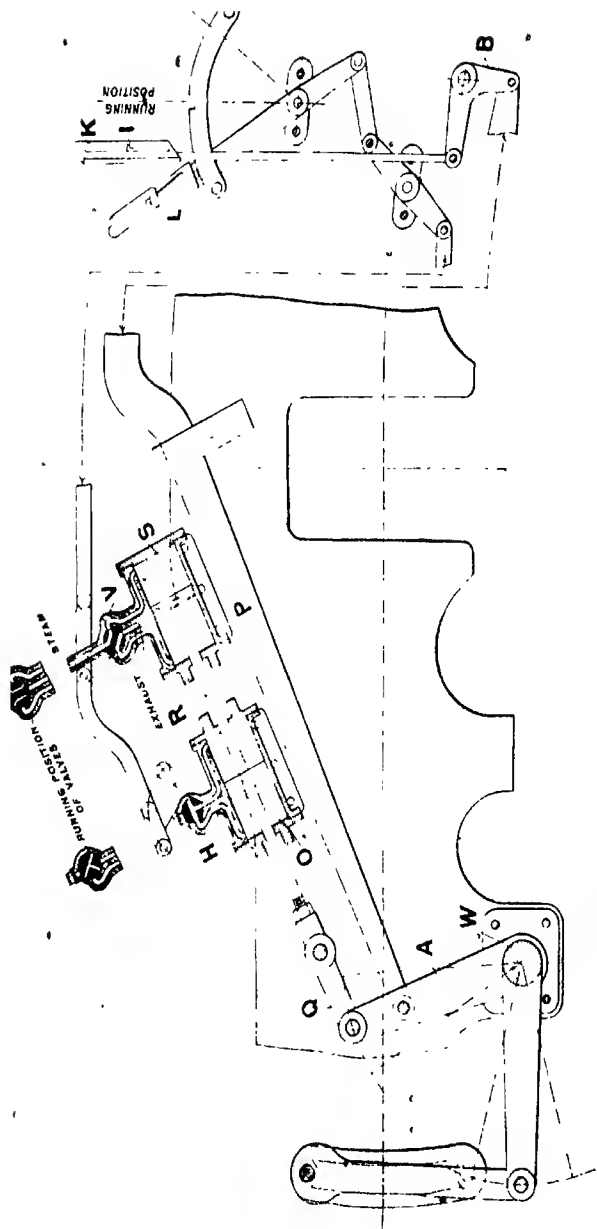 B
RUNNING
POSITION
K
I
L
S
V
STEAM
P
EXHAUST
R
RUNNING POSITION
OF VALVES
H
O
W
A
Q